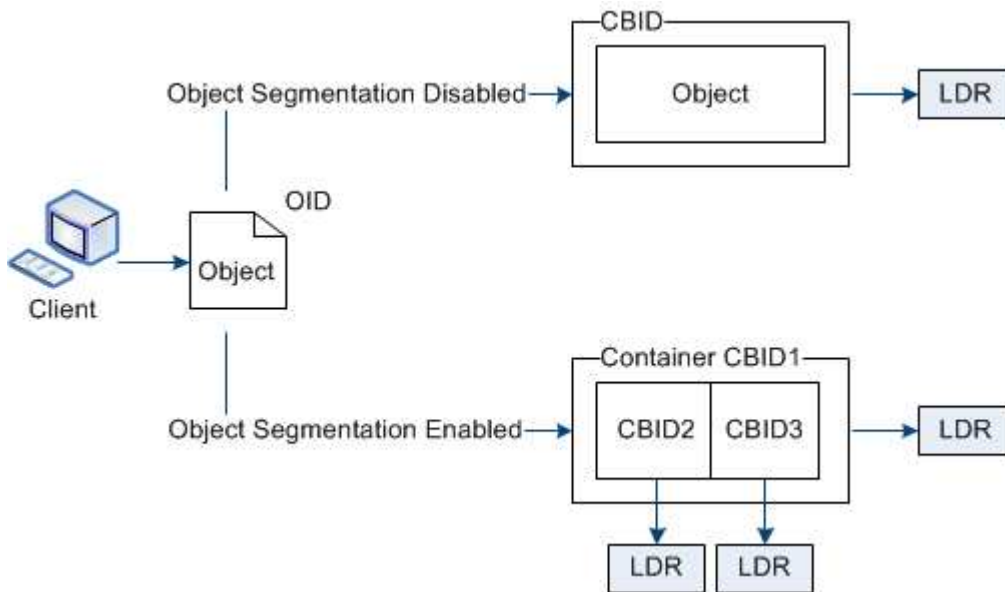 CBID
Object Segmentation Disabled
Object
LDR
OID
Object
Client
Container CBID1
Object Segmentation Enabled
CBID2
CBID3
LDR
LDR
LDR